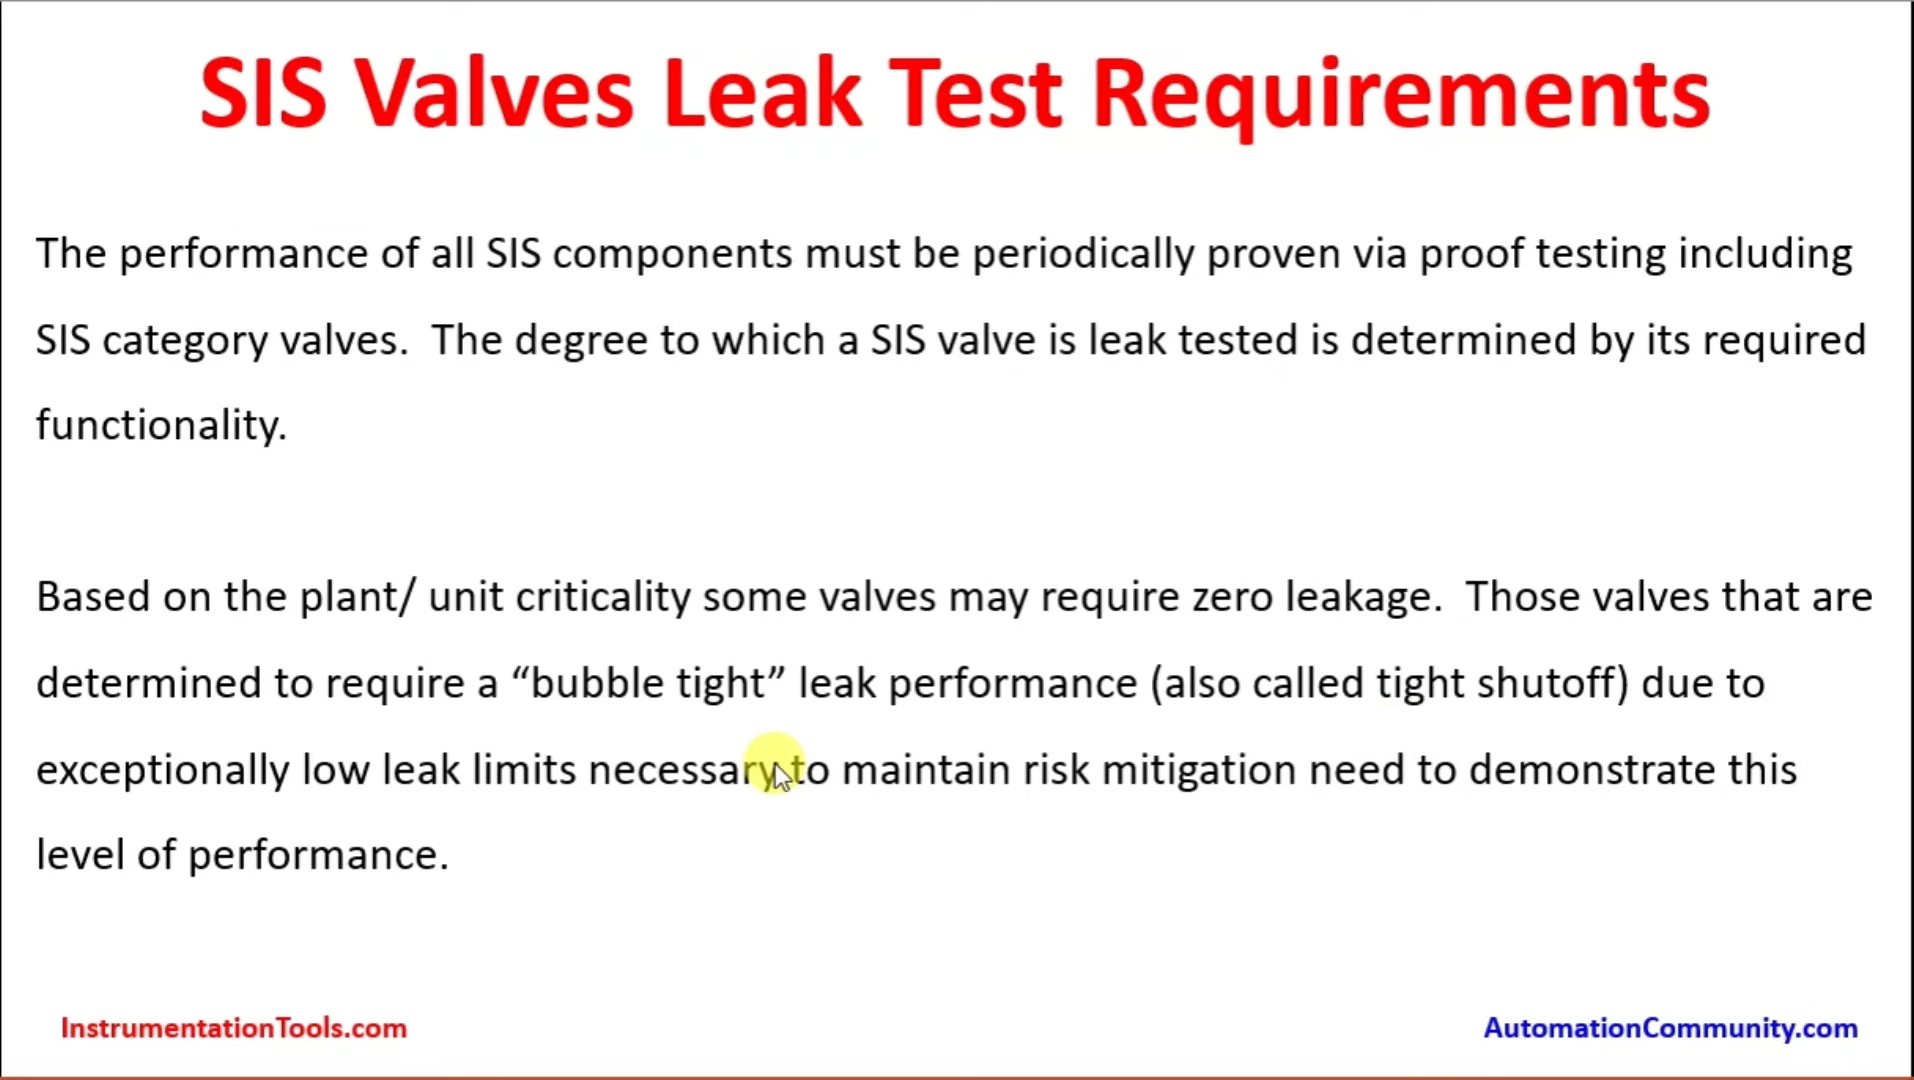 SIS Valves Leak Test Requirements
The performance of all SIS components must be periodically proven via proof testing including
SIS category valves.  The degree to which a SIS valve is leak tested is determined by its required
functionality.
Based on the plant/ unit criticality some valves may require zero leakage.  Those valves that are
determined to require a “bubble tight” leak performance (also called tight shutoff) due to
exceptionally low leak limits necessary to maintain risk mitigation need to demonstrate this
level of performance.
InstrumentationTools.com
AutomationCommunity.com